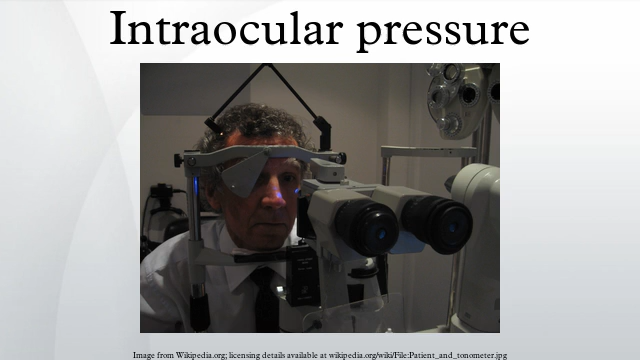 Intraocular pressure
Image from Wikipedia.org; licensing details available at wikipedia.org/wiki/File:Patient_and_tonometer.jpg